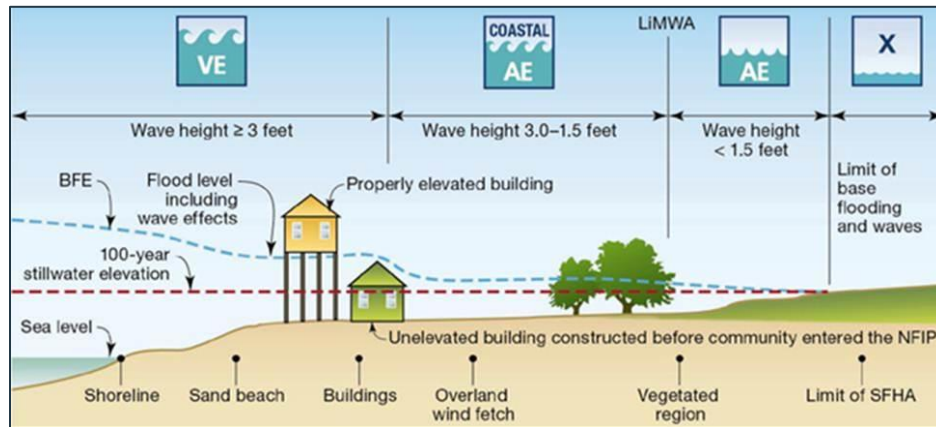 VE
COASTAL
AE
LiMWA
AE
X
Wave height ≥ 3 feet
Wave height 3.0–1.5 feet
Wave height
< 1.5 feet
Limit of
base
flooding
and waves
BFE
Flood level
including
wave effects
Properly elevated building
100-year
stillwater elevation
Sea level
Unelevated building constructed before community entered the NFIP
Shoreline
Sand beach
Buildings
Overland
wind fetch
Vegetated
region
Limit of SFHA